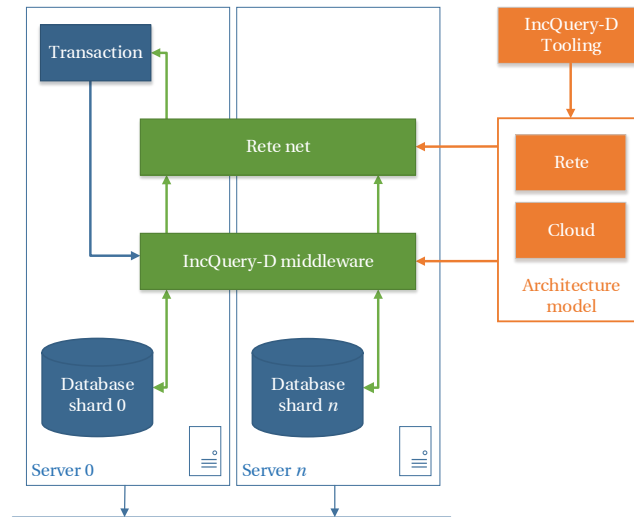 Transaction
IncQuery-D
Tooling
Rete net
Rete
Cloud
IncQuery-D middleware
Architecture
model
Database
shard 0
Database
shard n
Server 0
Server n